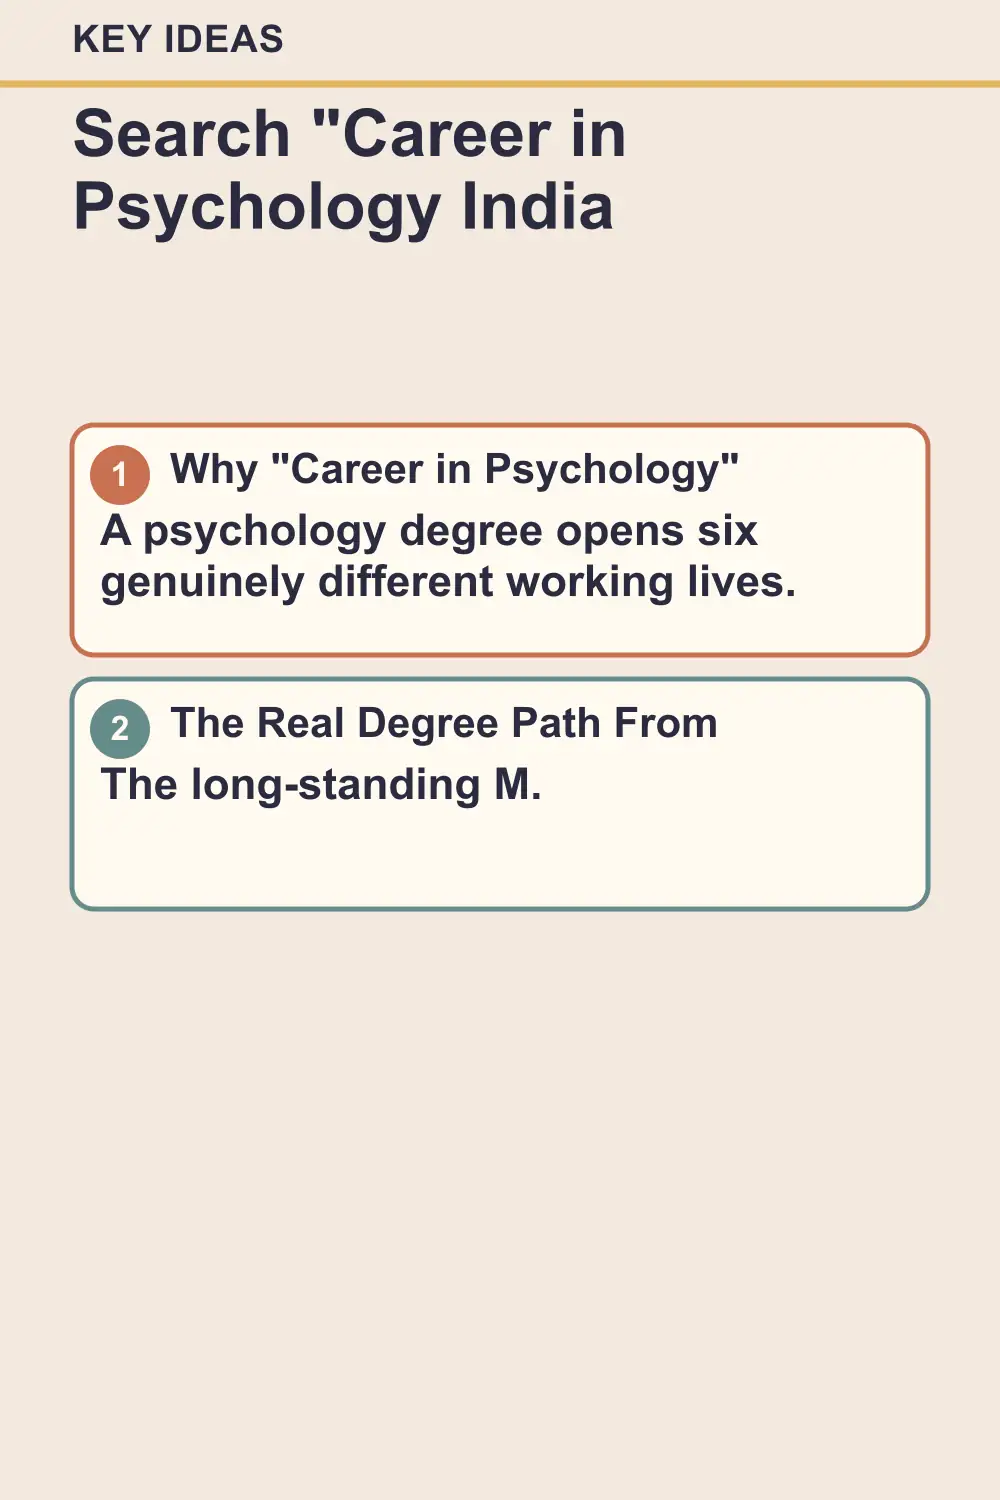 KEY IDEAS
Search "Career in
Psychology India
1
Why "Career in Psychology"
A psychology degree opens six
genuinely different working lives.
2
The Real Degree Path From
The long-standing M.